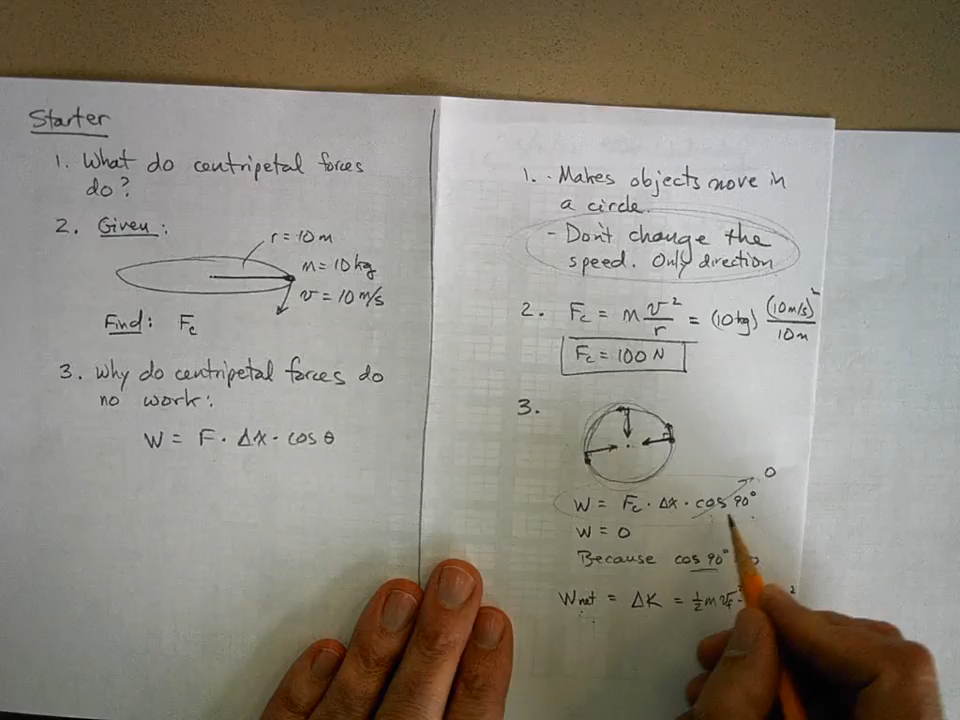 Starter
1. What do centripetal forces
do?
2. Given:
r = 10 m
m = 10 kg
v = 10 m/s
Find: Fc
3. Why do centripetal forces do
no work:
W = F · Δx · cos θ
1. · Makes objects move in
a circle.
- Don't change the
speed. Only direction
2. Fc = m v²/r = (10 kg) (10 m/s)²/10 m
Fc = 100 N
3.
W = Fc · Δx · cos 90° 0
W = 0
Because cos 90°
Wnet = ΔK = ½ m vf² 2